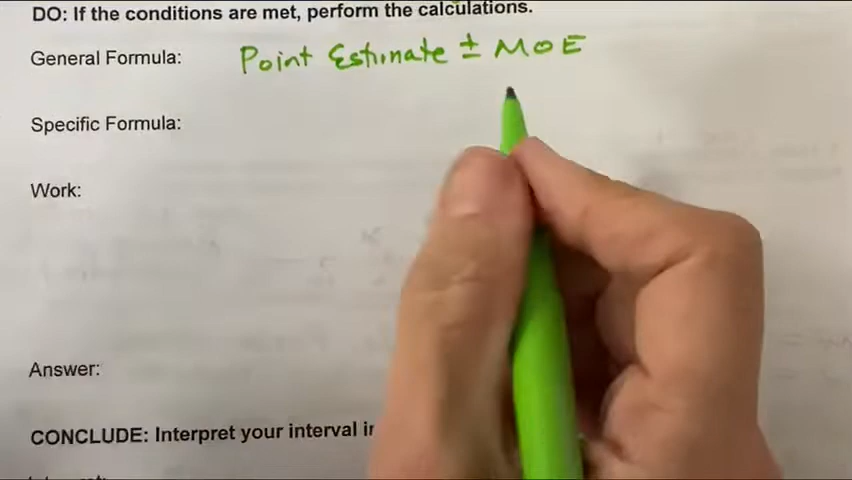 DO: If the conditions are met, perform the calculations.
General Formula: Point Estimate ± MOE
Specific Formula:
Work:
Answer:
CONCLUDE: Interpret your interval